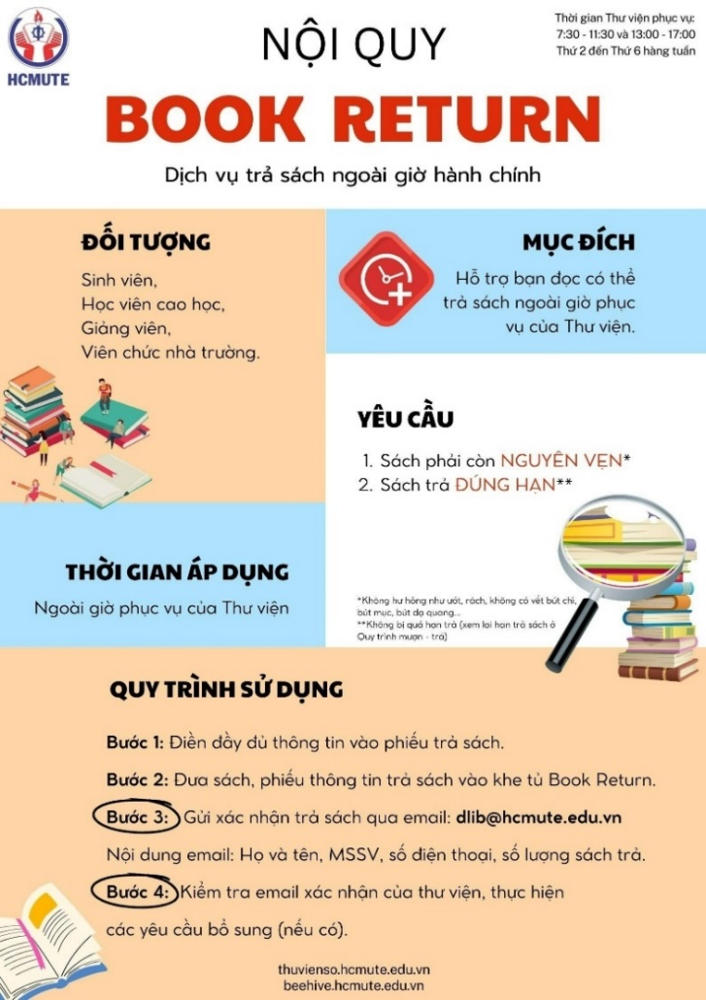 HCMUTE
NỘI QUY
Thời gian Thư viện phục vụ:
7:30 - 11:30 và 13:00 - 17:00
Thứ 2 đến Thứ 6 hàng tuần
BOOK RETURN
Dịch vụ trả sách ngoài giờ hành chính
ĐỐI TƯỢNG
Sinh viên,
Học viên cao học,
Giảng viên,
Viên chức nhà trường.
MỤC ĐÍCH
Hỗ trợ bạn đọc có thể
trả sách ngoài giờ phục
vụ của Thư viện.
YÊU CẦU
1. Sách phải còn NGUYÊN VẸN*
2. Sách trả ĐÚNG HẠN**
*Không hư hỏng như ướt, rách, không có vết bút chì,
bút mực, bút dạ quang...
**Không bị quá hạn trả (xem lại hạn trả sách ở
Quy trình mượn - trả)
THỜI GIAN ÁP DỤNG
Ngoài giờ phục vụ của Thư viện
QUY TRÌNH SỬ DỤNG
Bước 1: Điền đầy đủ thông tin vào phiếu trả sách.
Bước 2: Đưa sách, phiếu thông tin trả sách vào khe tủ Book Return.
Bước 3: Gửi xác nhận trả sách qua email: dlib@hcmute.edu.vn
Nội dung email: Họ và tên, MSSV, số điện thoại, số lượng sách trả.
Bước 4: Kiểm tra email xác nhận của thư viện, thực hiện
các yêu cầu bổ sung (nếu có).
thuvienso.hcmute.edu.vn
beehive.hcmute.edu.vn